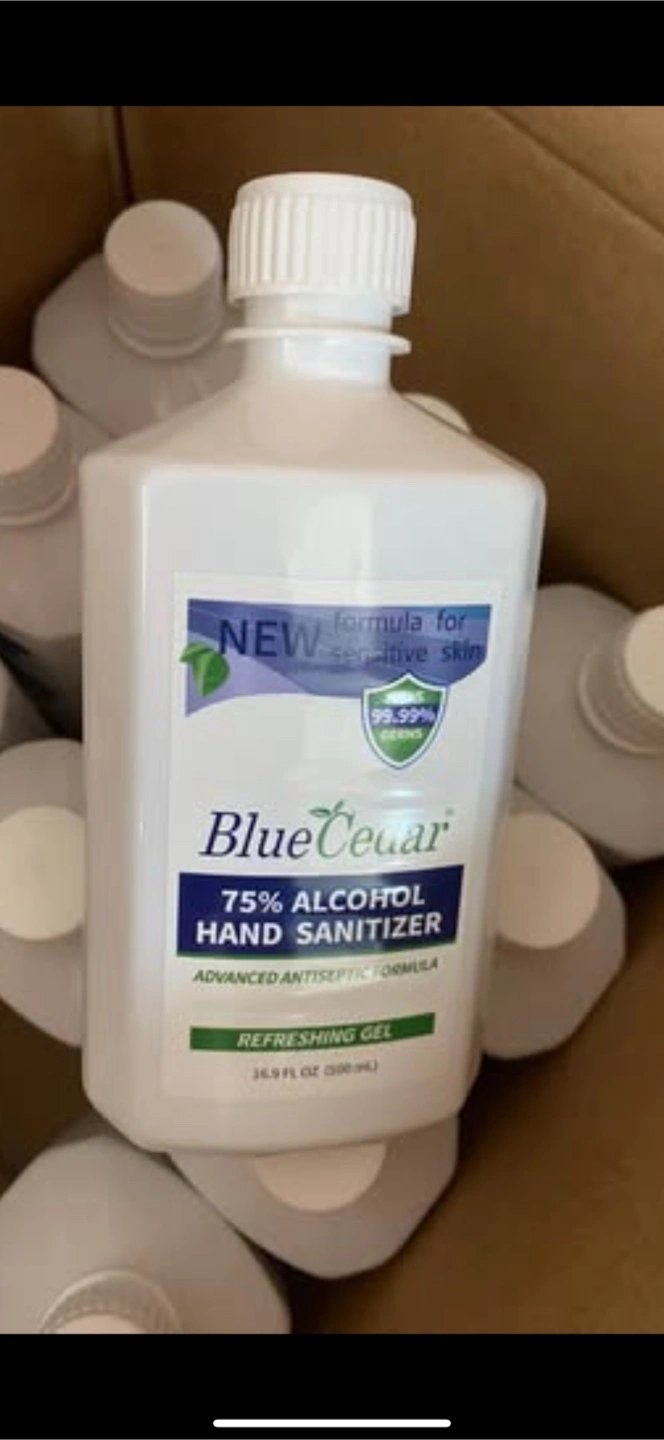 NEW formula for
sensitive skin
KILLS
99.99%
GERMS
BlueCedar®
75% ALCOHOL
HAND SANITIZER
ADVANCED ANTISEPTIC FORMULA
REFRESHING GEL
16.9 FL OZ (500 mL)